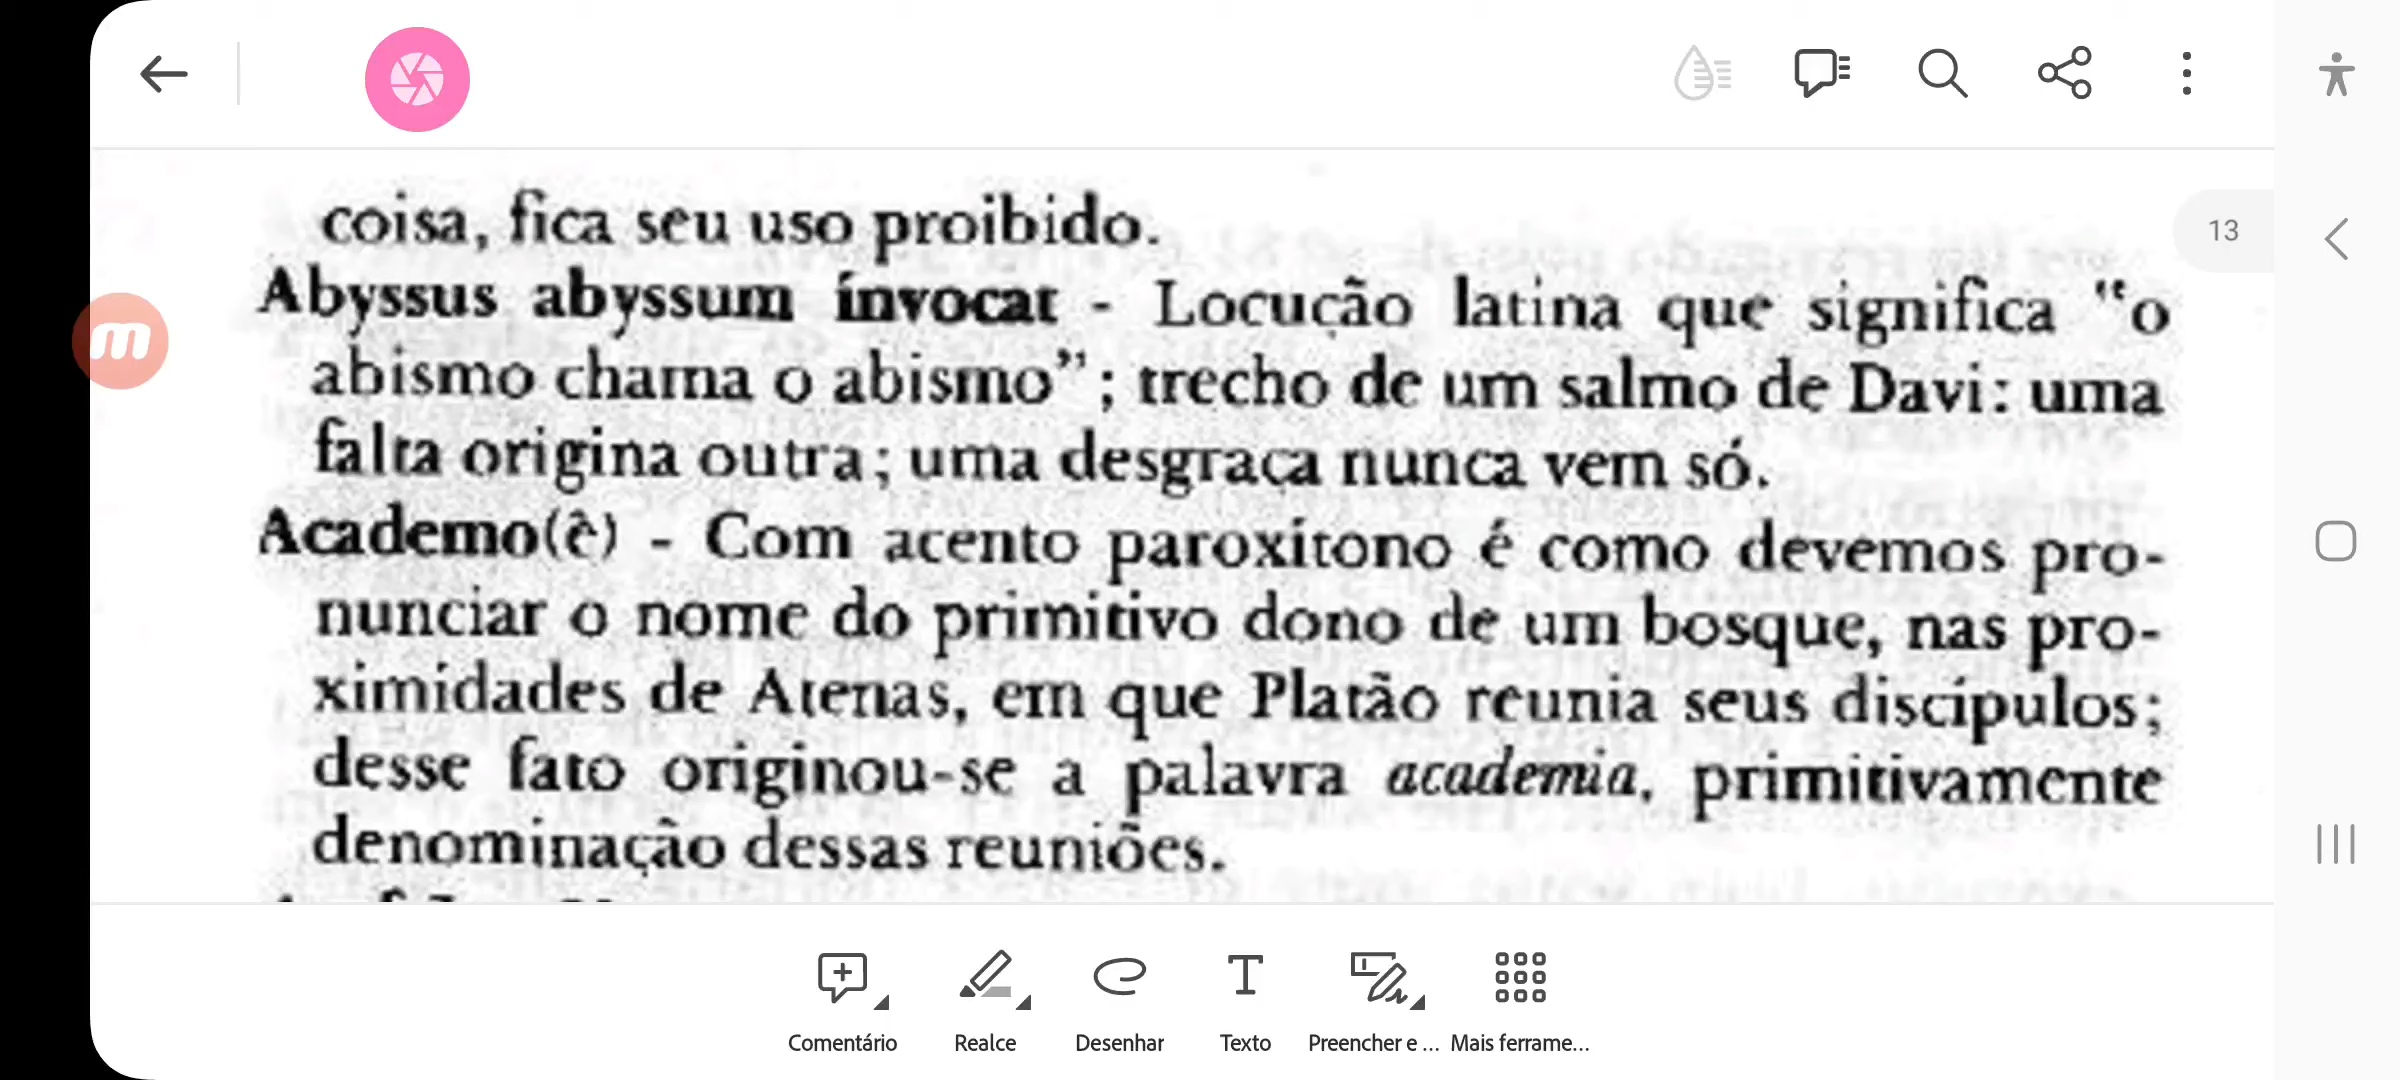 13
coisa, fica seu uso proibido.
Abyssus abyssum invocat - Locução latina que significa "o
abismo chama o abismo"; trecho de um salmo de Davi: uma
falta origina outra; uma desgraça nunca vem só.
Academo(ê) - Com acento paroxítono é como devemos pro-
nunciar o nome do primitivo dono de um bosque, nas pro-
ximidades de Atenas, em que Platão reunia seus discípulos;
desse fato originou-se a palavra academia, primitivamente
denominação dessas reuniões.
Comentário
Realce
Desenhar
Texto
Preencher e ...
Mais ferrame...